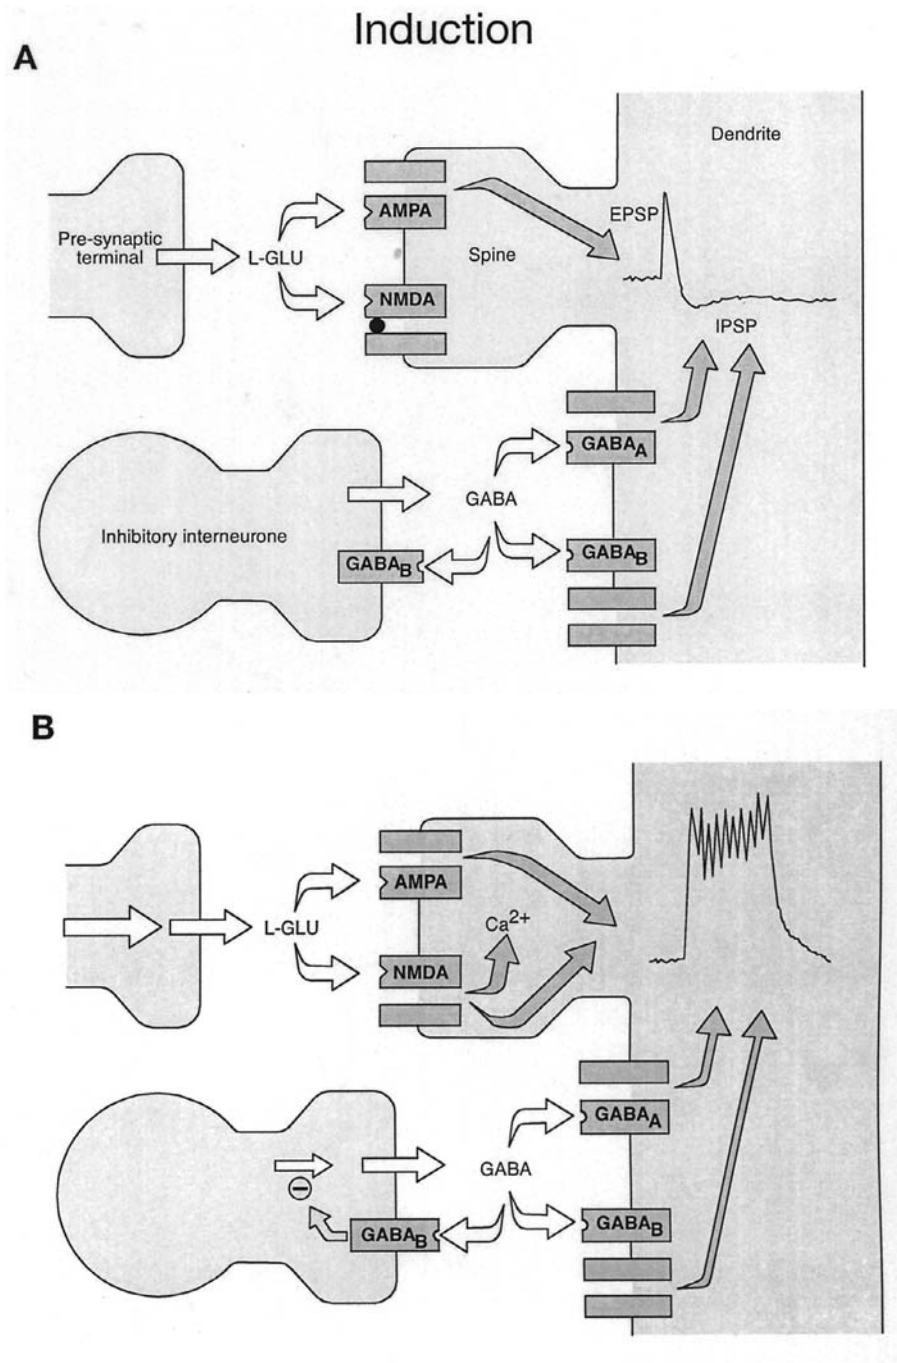 Induction
A
Dendrite
EPSP
AMPA
Pre-synaptic
terminal
L-GLU
Spine
NMDA
IPSP
GABAA
GABA
Inhibitory interneurone
GABAB
GABAB
B
AMPA
Ca2+
L-GLU
NMDA
GABAA
GABA
GABAB
GABAB